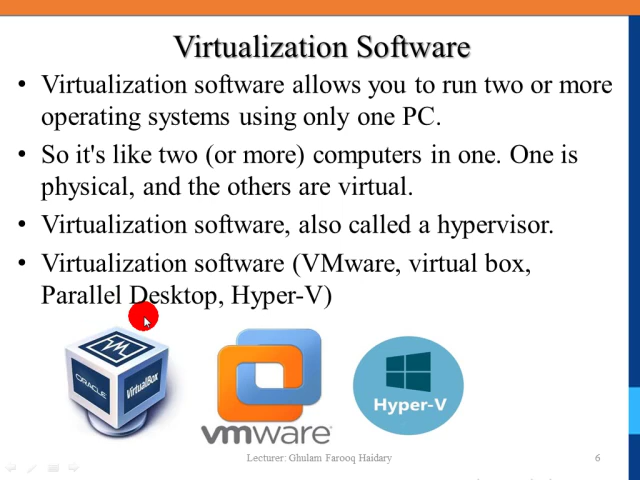 Virtualization Software
• Virtualization software allows you to run two or more
operating systems using only one PC.
• So it's like two (or more) computers in one. One is
physical, and the others are virtual.
• Virtualization software, also called a hypervisor.
• Virtualization software (VMware, virtual box,
Parallel Desktop, Hyper-V)
ORACLE VirtualBox
vmware
Hyper-V
Lecturer: Ghulam Farooq Haidary 6